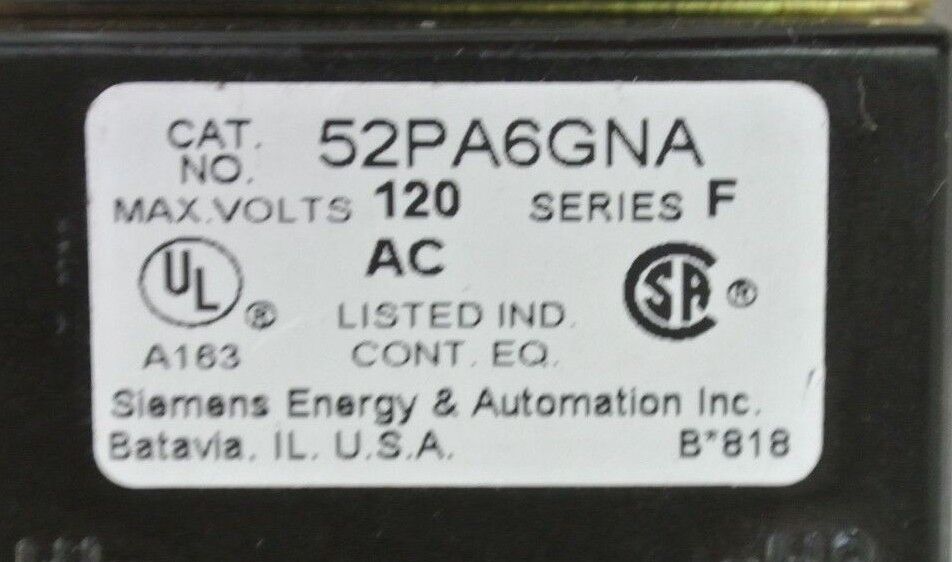 CAT. NO. 52PA6GNA
MAX.VOLTS 120 SERIES F
AC
UL ® LISTED IND. SA ®
A163 CONT. EQ.
Siemens Energy & Automation Inc.
Batavia, IL. U.S.A. B*818